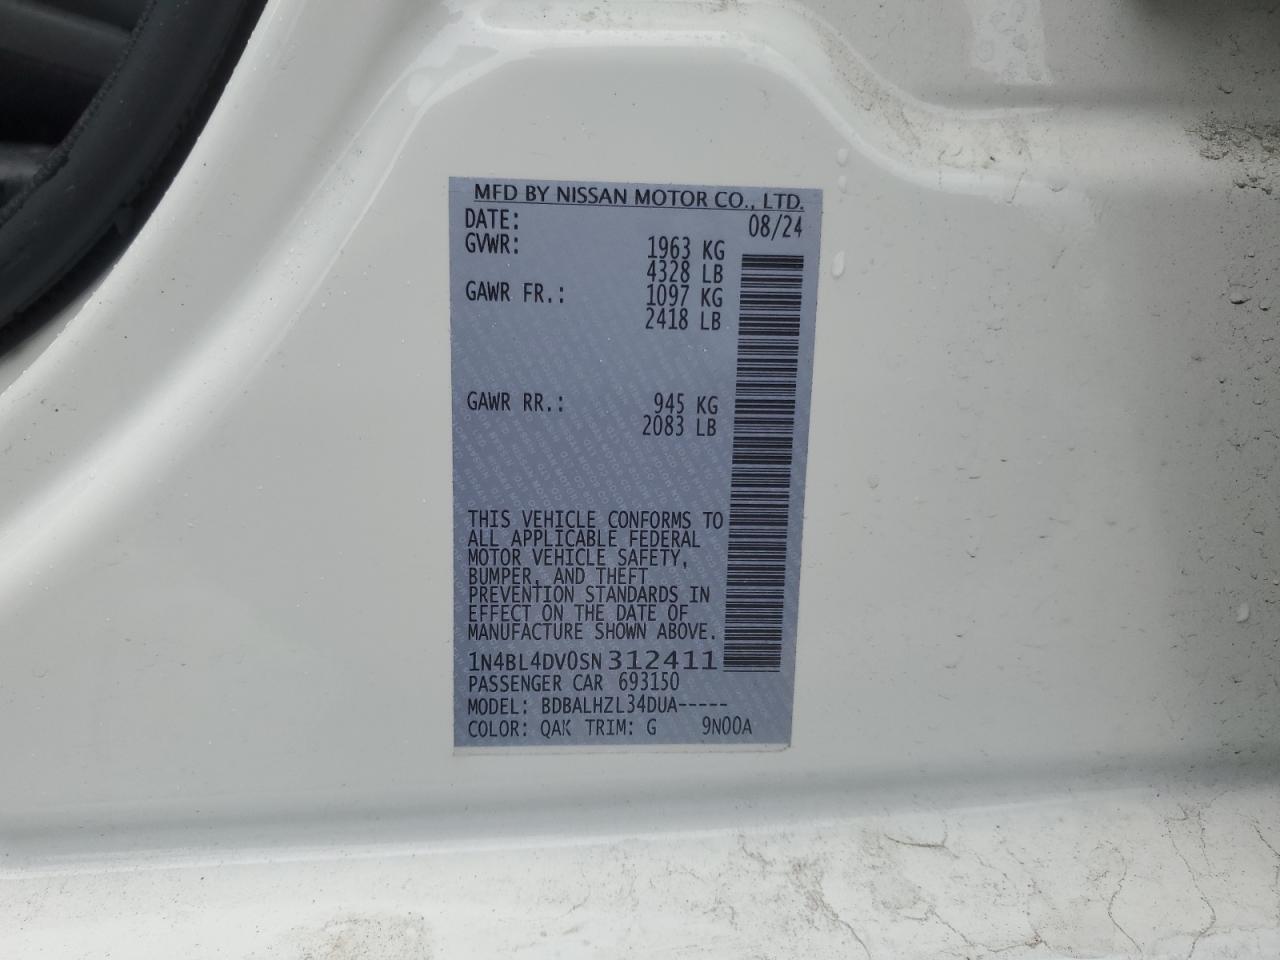 MFD BY NISSAN MOTOR CO., LTD.
DATE: 08/24
GVWR: 1963 KG
4328 LB
GAWR FR.: 1097 KG
2418 LB
GAWR RR.: 945 KG
2083 LB
THIS VEHICLE CONFORMS TO
ALL APPLICABLE FEDERAL
MOTOR VEHICLE SAFETY,
BUMPER, AND THEFT
PREVENTION STANDARDS IN
EFFECT ON THE DATE OF
MANUFACTURE SHOWN ABOVE.
1N4BL4DV0SN312411
PASSENGER CAR 693150
MODEL: BDBALHZL34DUA-----
COLOR: QAK TRIM: G 9N00A